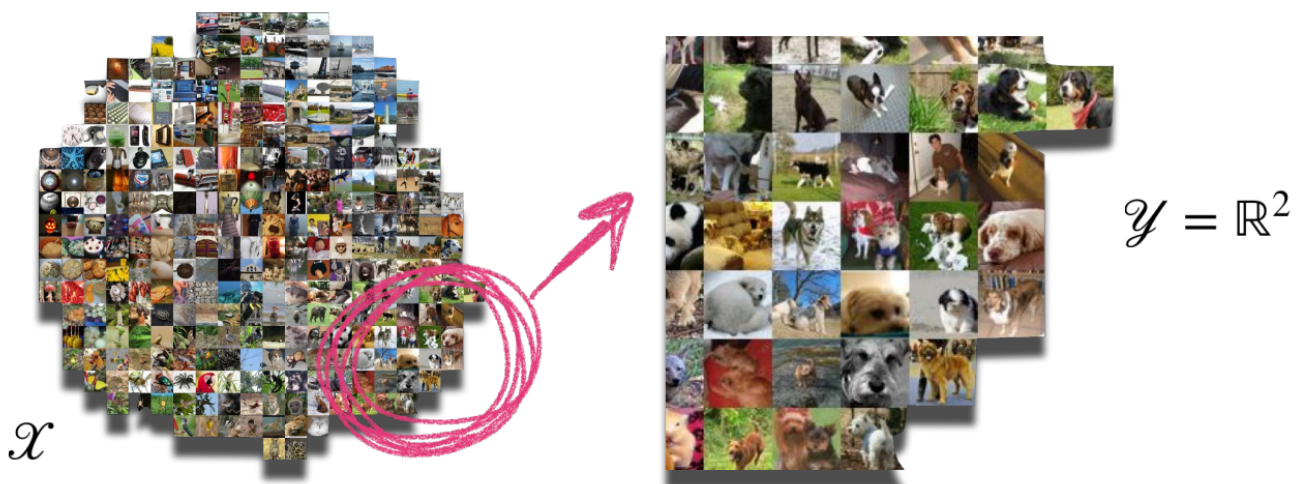 𝒳
𝒴 = ℝ²